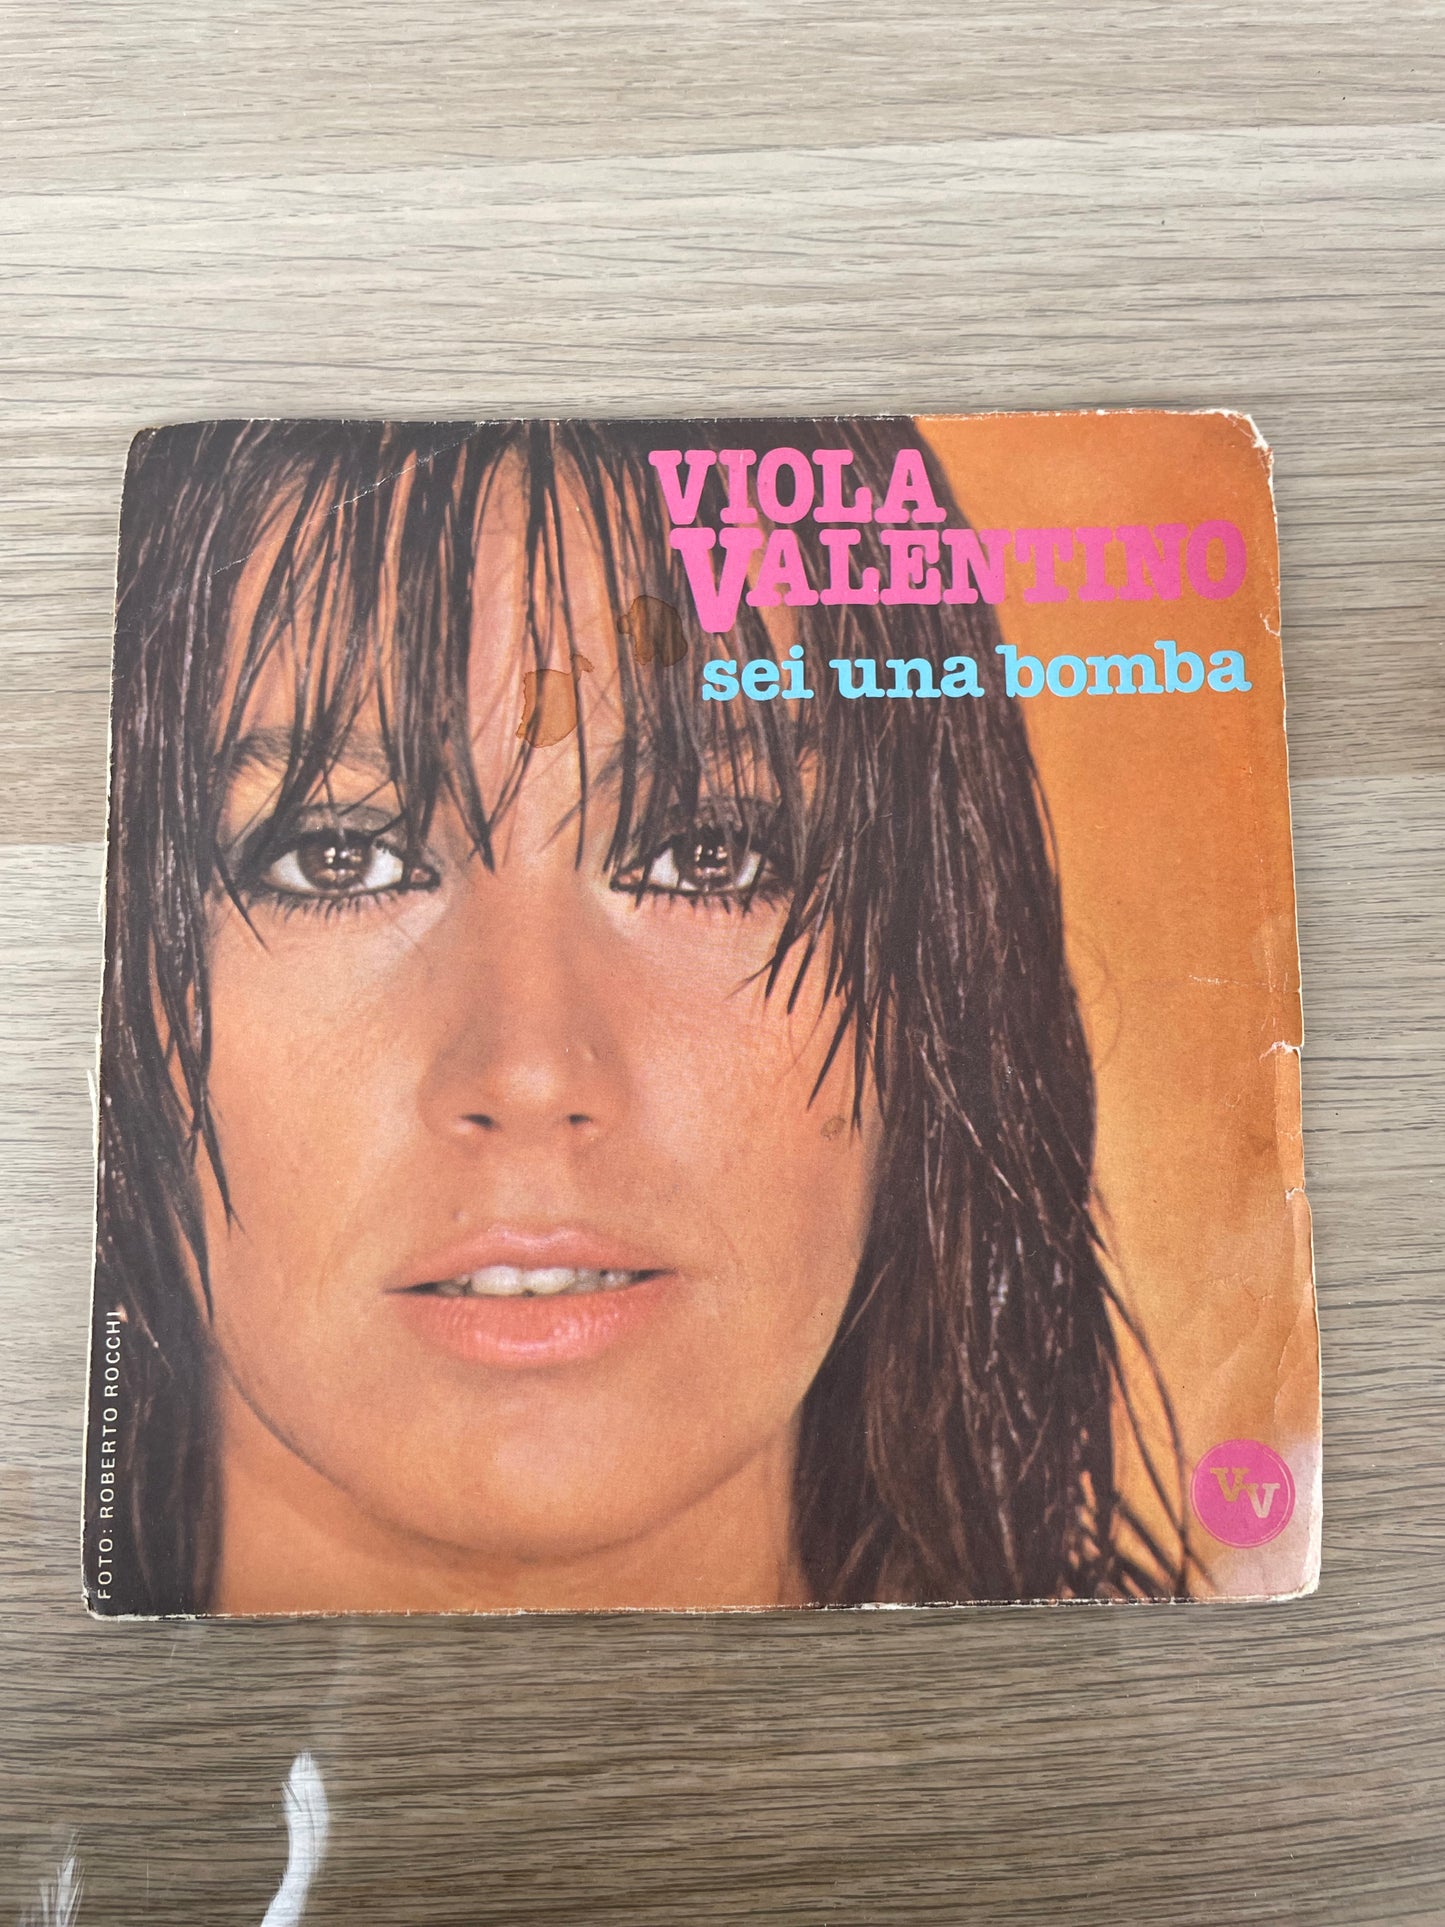 VIOLA
VALENTINO
sei una bomba
FOTO: ROBERTO ROCCHI
VV